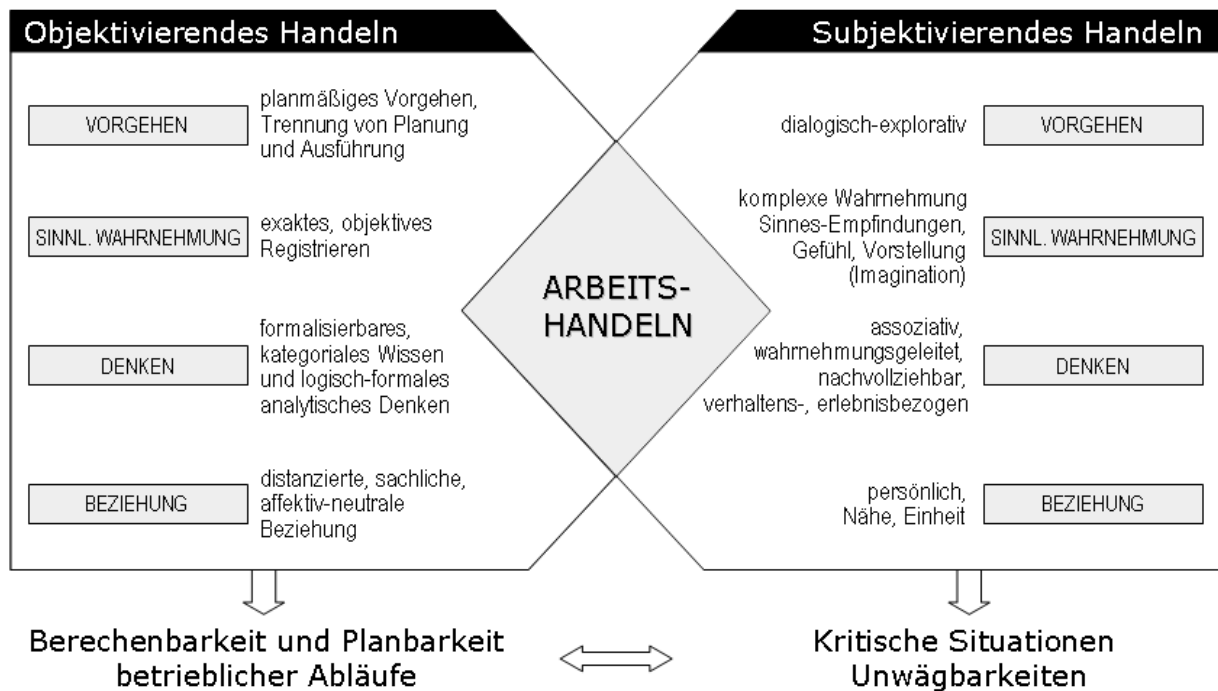 Objektivierendes Handeln
VORGEHEN
planmäßiges Vorgehen,
Trennung von Planung
und Ausführung
SINNL. WAHRNEHMUNG
exaktes, objektives
Registrieren
DENKEN
formalisierbares,
kategoriales Wissen
und logisch-formales
analytisches Denken
BEZIEHUNG
distanzierte, sachliche,
affektiv-neutrale
Beziehung
ARBEITS-
HANDELN
Subjektivierendes Handeln
dialogisch-explorativ
VORGEHEN
komplexe Wahrnehmung
Sinnes-Empfindungen,
Gefühl, Vorstellung
(Imagination)
SINNL. WAHRNEHMUNG
assoziativ,
wahrnehmungsgeleitet,
nachvollziehbar,
verhaltens-, erlebnisbezogen
DENKEN
persönlich,
Nähe, Einheit
BEZIEHUNG
Berechenbarkeit und Planbarkeit
betrieblicher Abläufe
Kritische Situationen
Unwägbarkeiten